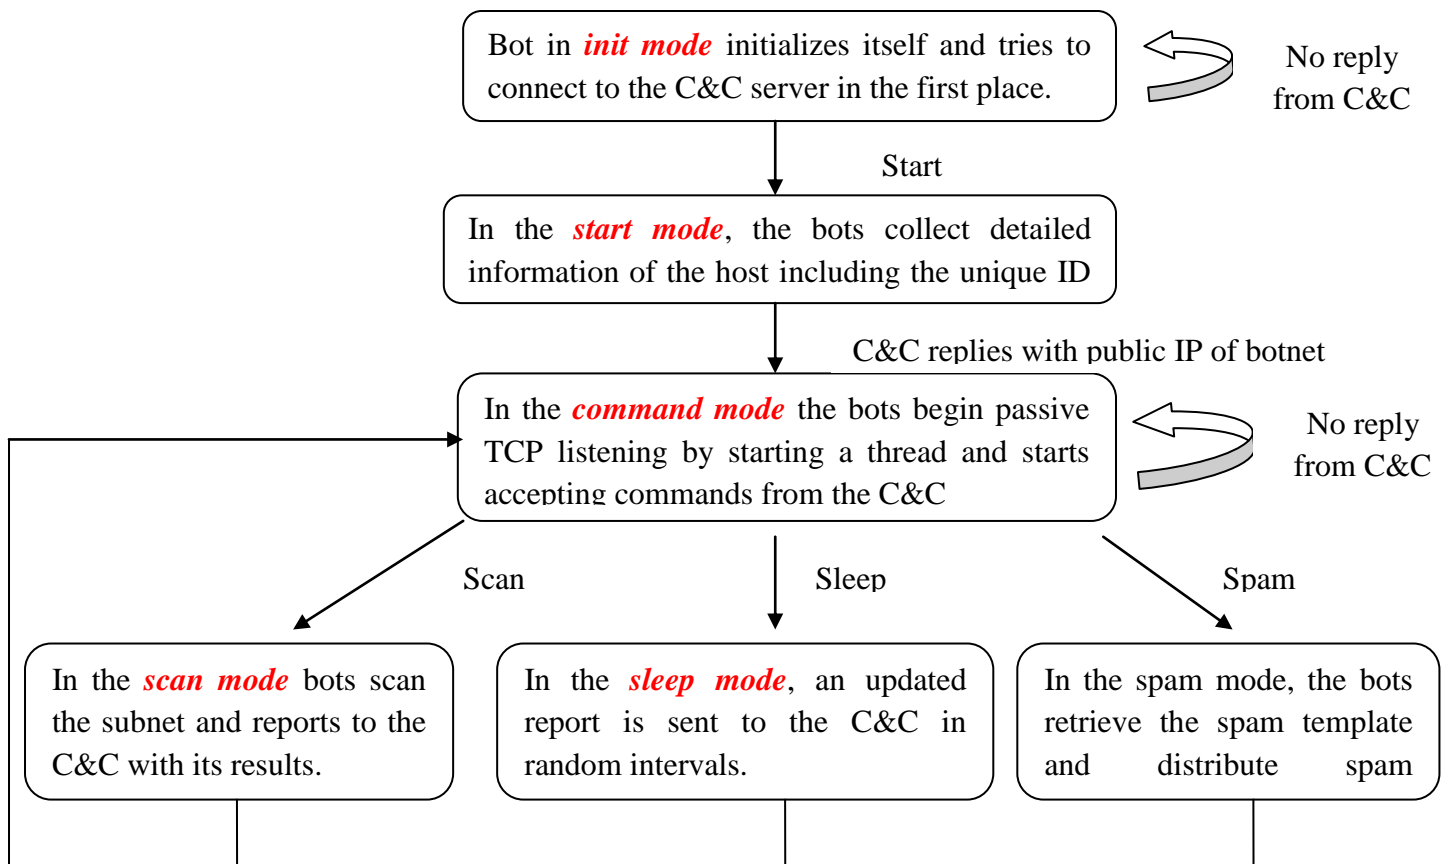 Bot in init mode initializes itself and tries to
connect to the C&C server in the first place.
No reply
from C&C
Start
In the start mode, the bots collect detailed
information of the host including the unique ID
C&C replies with public IP of botnet
In the command mode the bots begin passive
TCP listening by starting a thread and starts
accepting commands from the C&C
No reply
from C&C
Scan
Sleep
Spam
In the scan mode bots scan
the subnet and reports to the
C&C with its results.
In the sleep mode, an updated
report is sent to the C&C in
random intervals.
In the spam mode, the bots
retrieve the spam template
and distribute spam